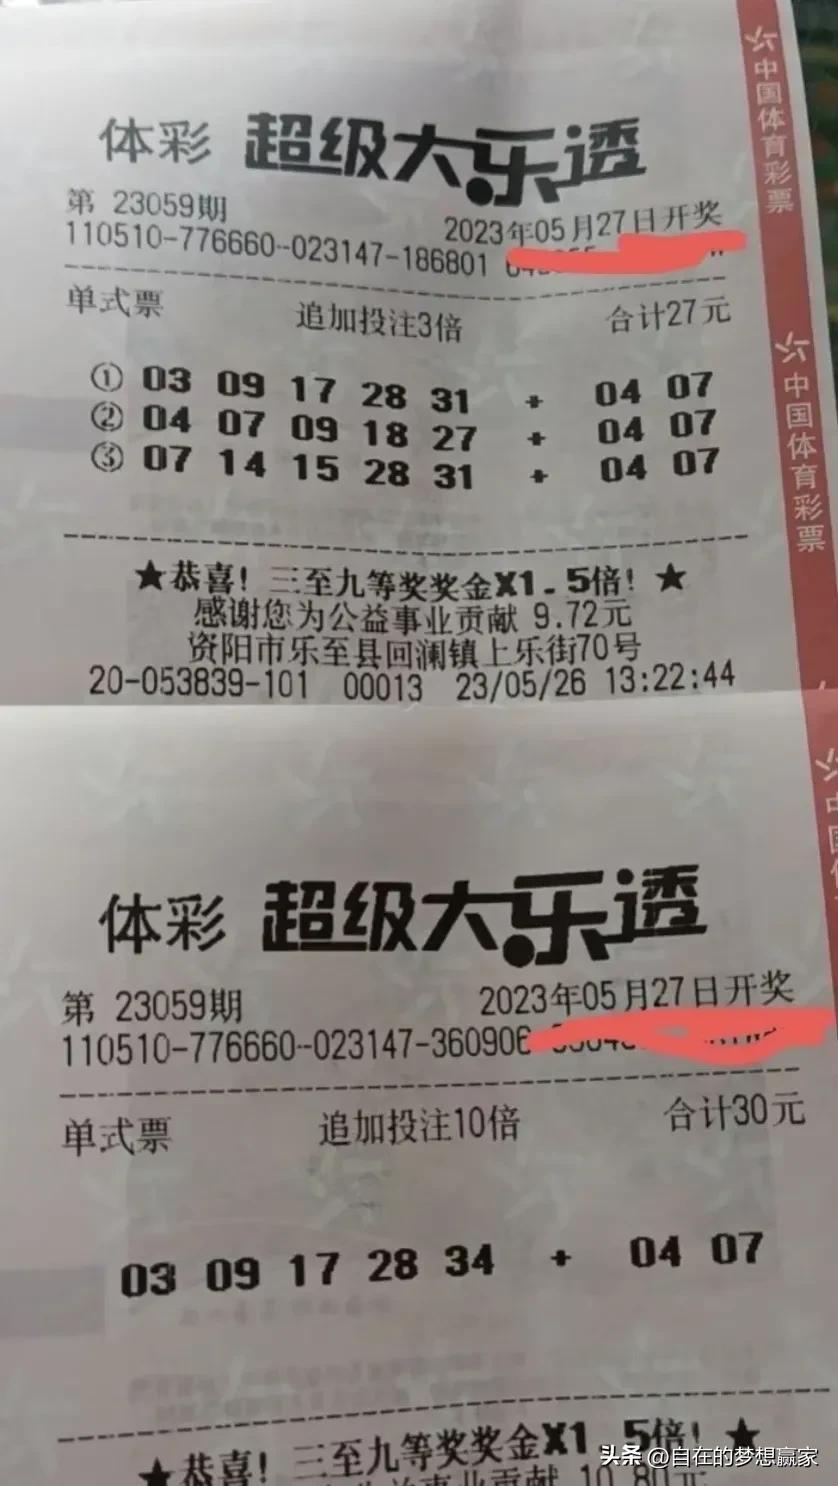 体彩 超级大乐透
第 23059期
2023年05月27日开奖
110510-776660--023147-186801
单式票 追加投注3倍 合计27元
① 03 09 17 28 31 + 04 07
② 04 07 09 18 27 + 04 07
③ 07 14 15 28 31 + 04 07
★恭喜！三至九等奖奖金X1.5倍！★
感谢您为公益事业贡献 9.72元
资阳市乐至县回澜镇上乐街70号
20-053839-101 00013 23/05/26 13:22:44
中国体育彩票
中国体育彩票
体彩 超级大乐透
第 23059期 2023年05月27日开奖
110510-776660--023147-360906
单式票 追加投注10倍 合计30元
03 09 17 28 34 + 04 07
★恭喜！三至九等奖奖金X1.5倍！★
公益事业贡献 10.80元
头条 @自在的梦想赢家